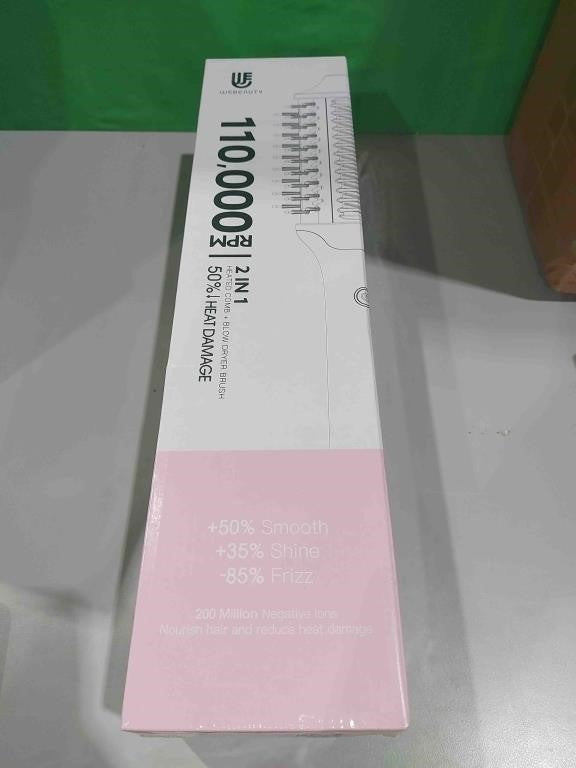 WE
WEBEAUTY
110,000RPM
2 IN 1
HEATED COMB + BLOW DRYER BRUSH
50%↓HEAT DAMAGE
+50% Smooth
+35% Shine
-85% Frizz
200 Million Negative Ions
Nourish hair and reduce heat damage